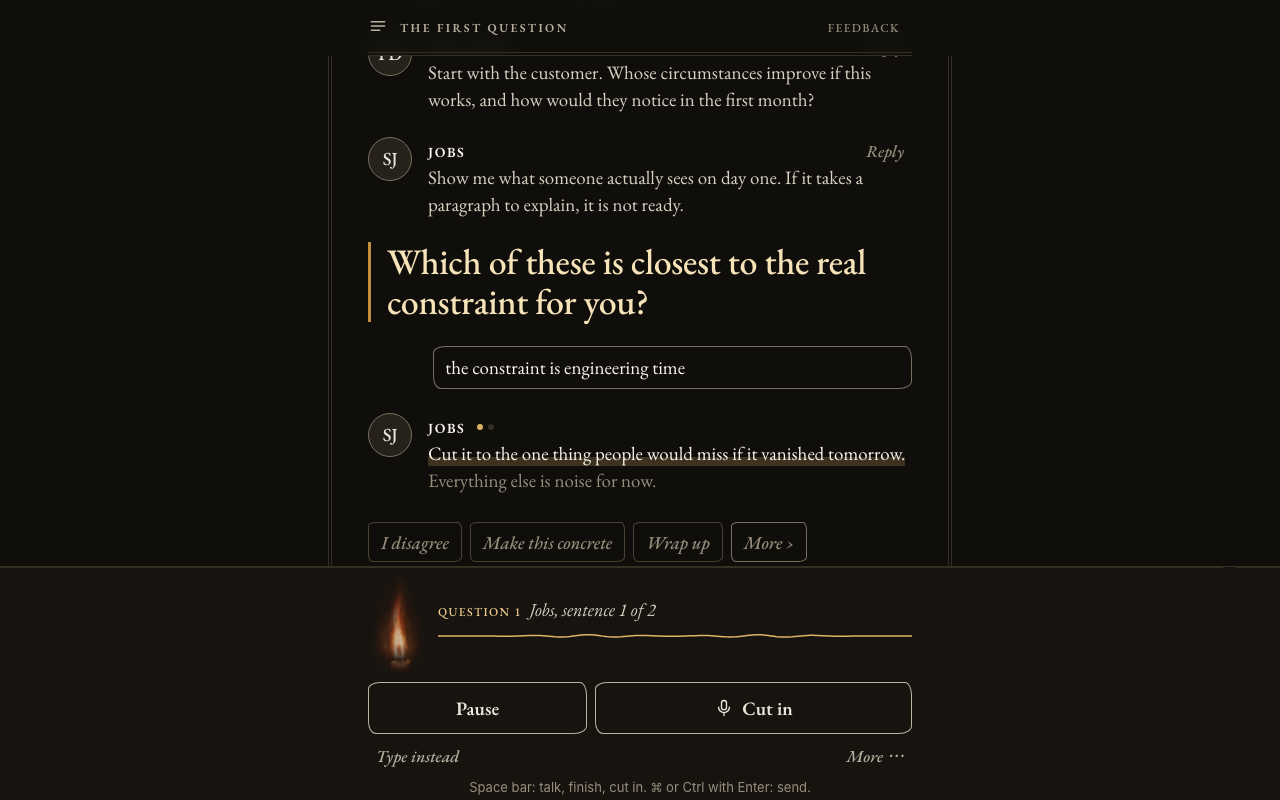 THE FIRST QUESTION
FEEDBACK
Start with the customer. Whose circumstances improve if this
works, and how would they notice in the first month?
SJ
JOBS
Reply
Show me what someone actually sees on day one. If it takes a
paragraph to explain, it is not ready.
Which of these is closest to the real
constraint for you?
the constraint is engineering time
SJ
JOBS
Cut it to the one thing people would miss if it vanished tomorrow.
Everything else is noise for now.
I disagree
Make this concrete
Wrap up
More ›
QUESTION 1 Jobs, sentence 1 of 2
Pause
Cut in
Type instead
More ···
Space bar: talk, finish, cut in. ⌘ or Ctrl with Enter: send.